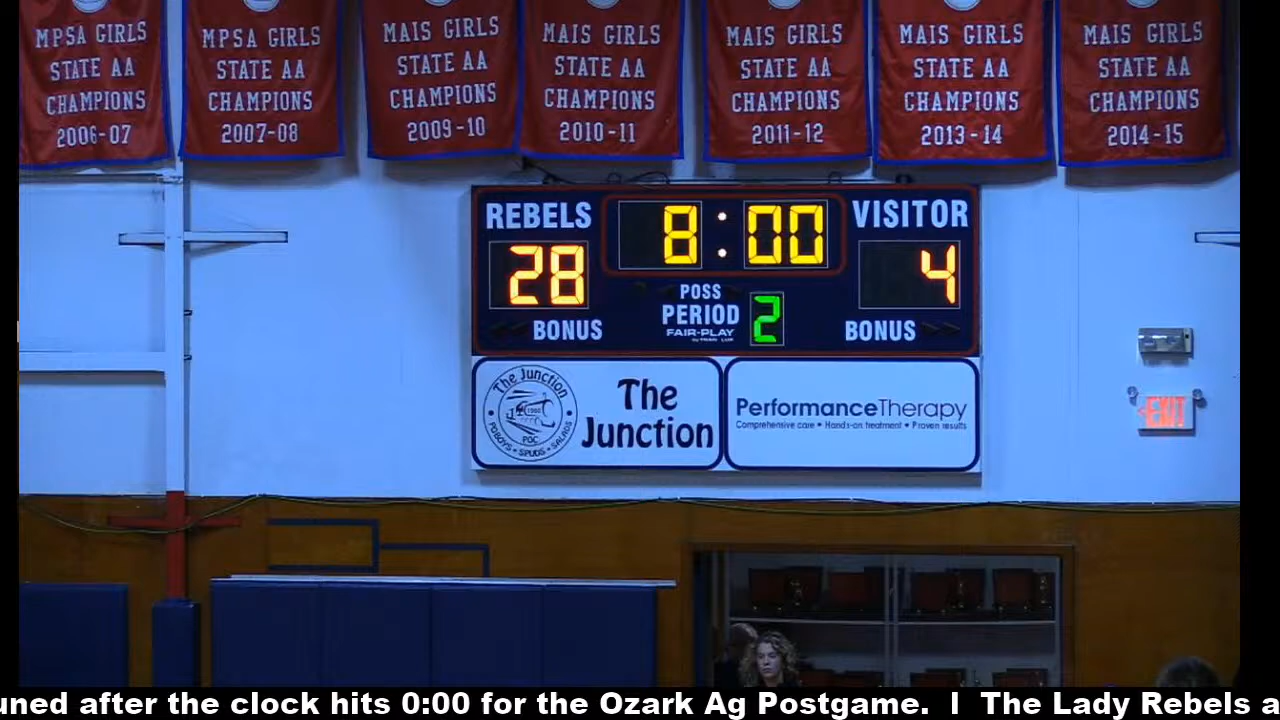 MPSA GIRLS
STATE AA
CHAMPIONS
2006-07
MPSA GIRLS
STATE AA
CHAMPIONS
2007-08
MAIS GIRLS
STATE AA
CHAMPIONS
2009-10
MAIS GIRLS
STATE AA
CHAMPIONS
2010-11
MAIS GIRLS
STATE AA
CHAMPIONS
2011-12
MAIS GIRLS
STATE AA
CHAMPIONS
2013-14
MAIS GIRLS
STATE AA
CHAMPIONS
2014-15
REBELS
8:00
VISITOR
28
4
POSS
PERIOD
2
FAIR-PLAY
BONUS
BONUS
The Junction
POC
POBOYS • SPUDS • SALADS
The
Junction
PerformanceTherapy
Comprehensive care • Hands-on treatment • Proven results
EXIT
uned after the clock hits 0:00 for the Ozark Ag Postgame. I The Lady Rebels a